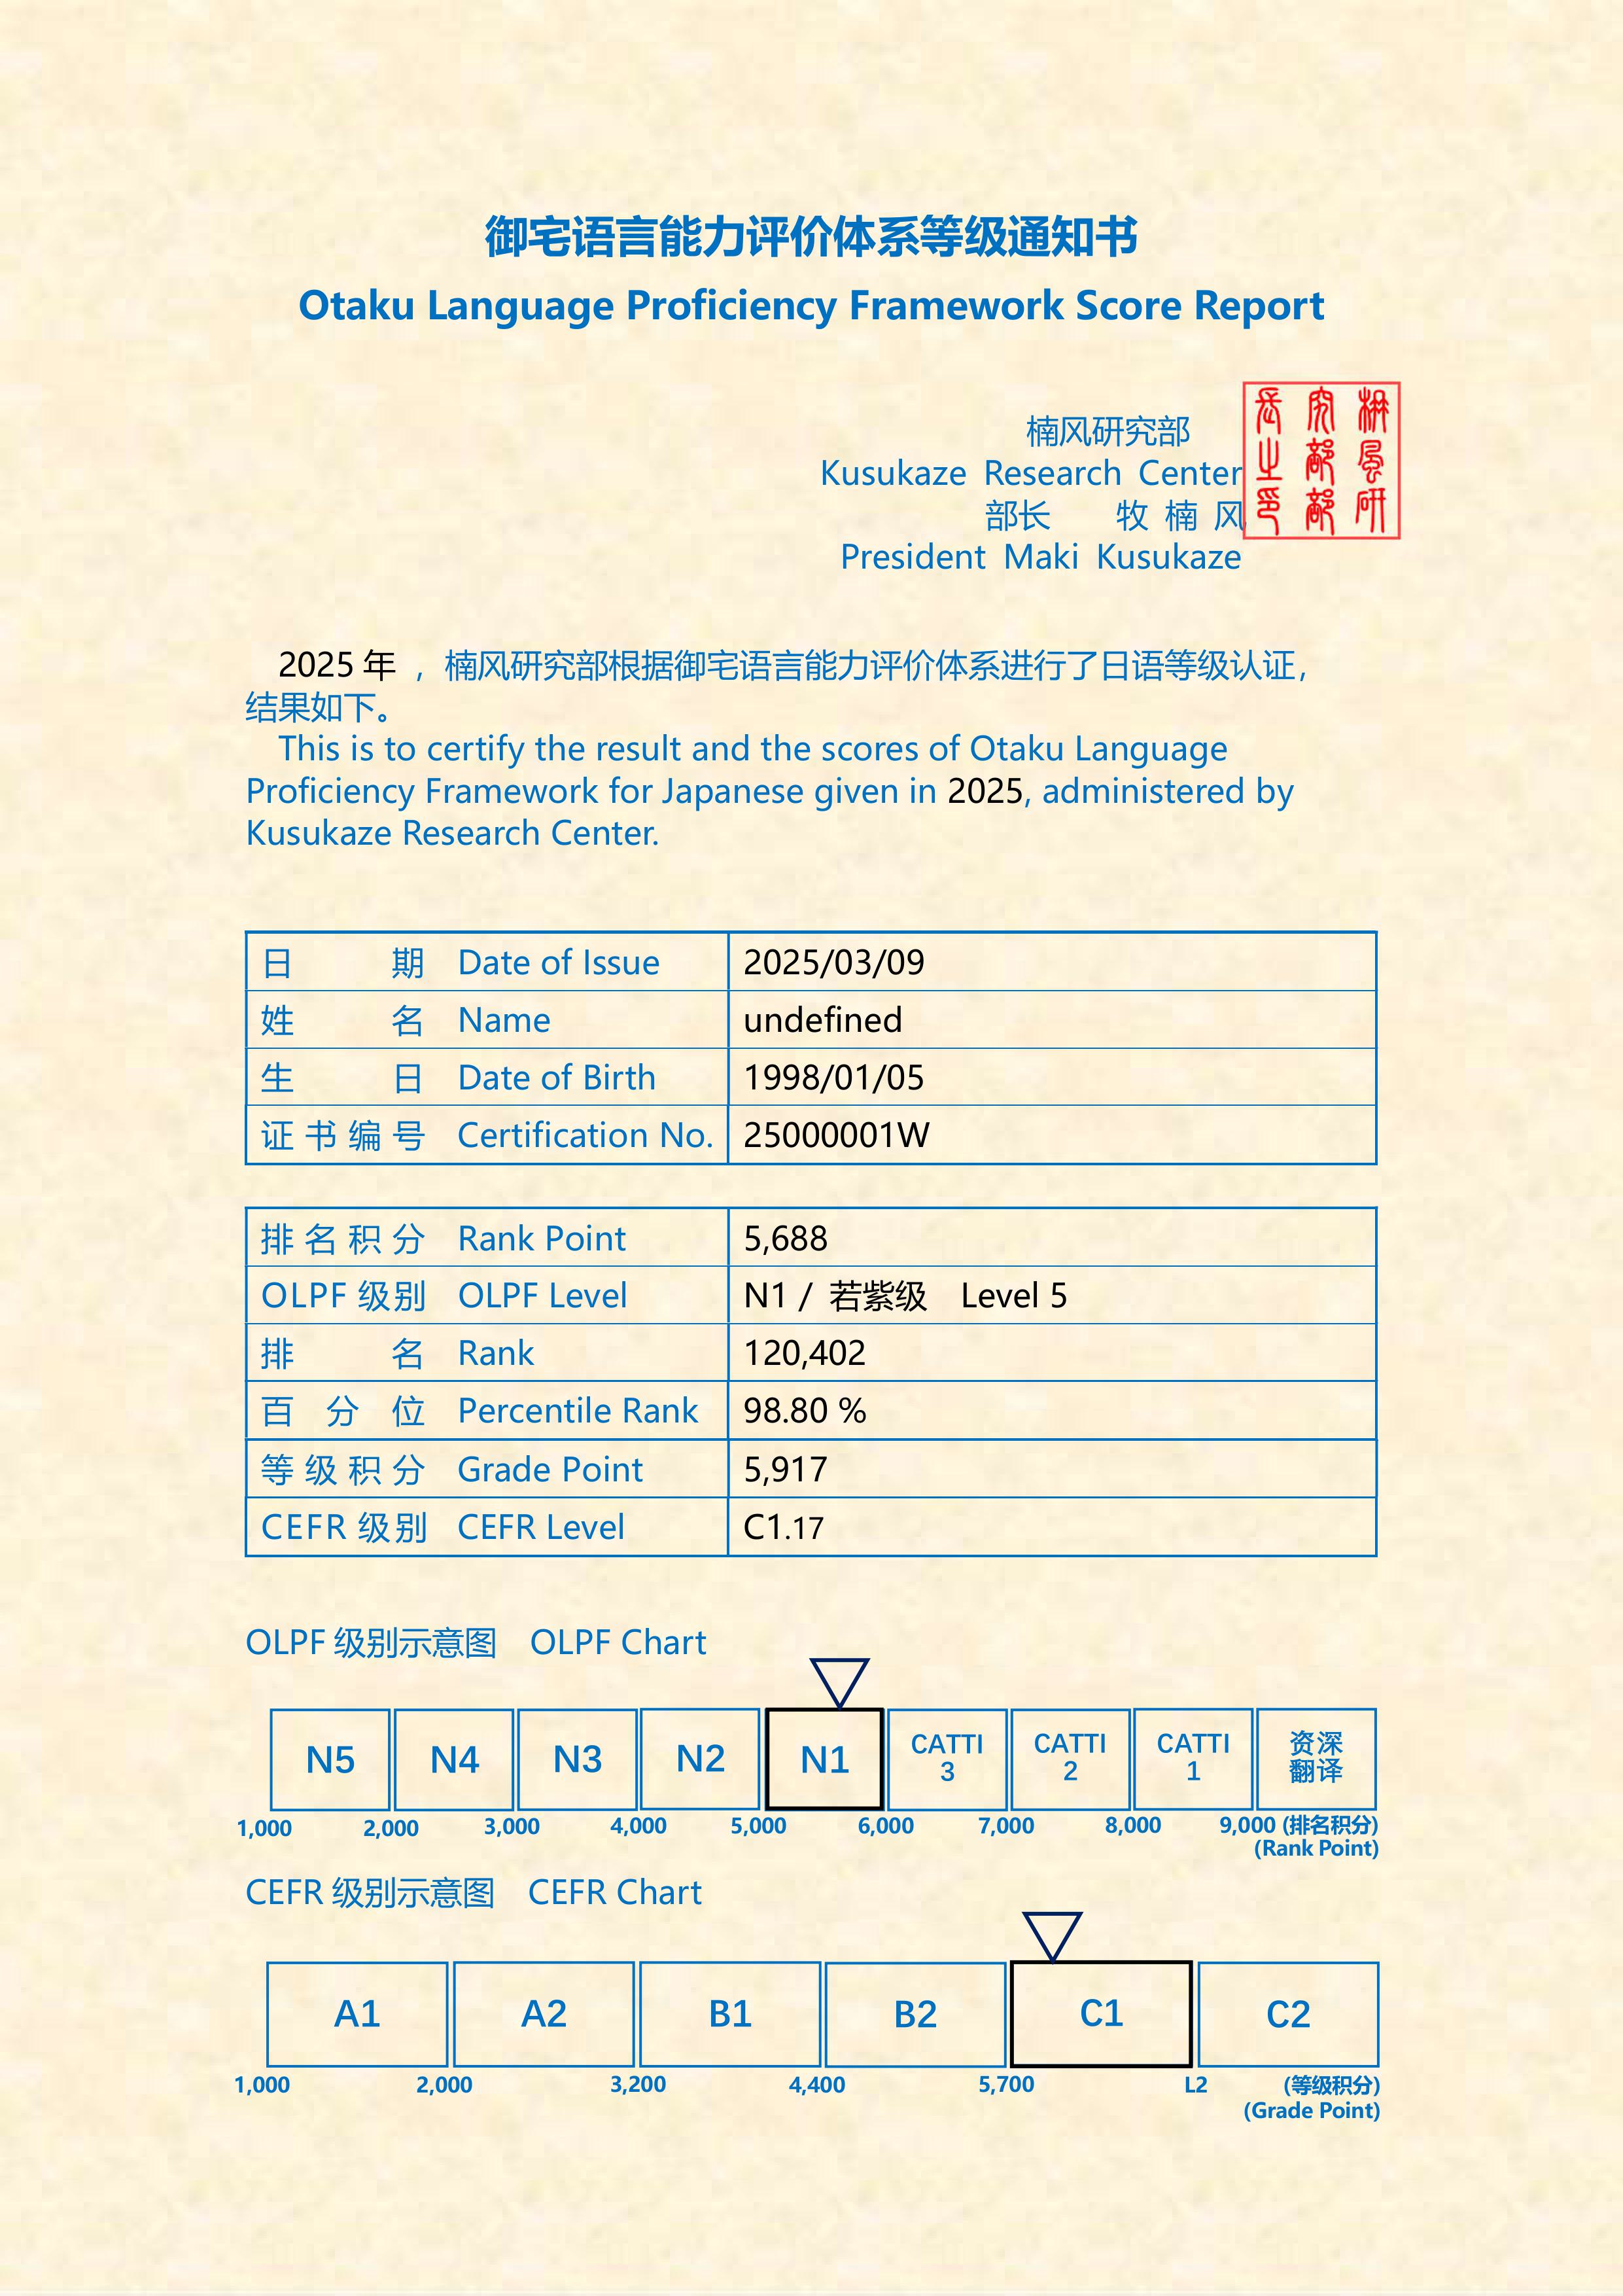 御宅语言能力评价体系等级通知书
Otaku Language Proficiency Framework Score Report
楠风研究部
Kusukaze Research Center
部长 牧 楠 风
President Maki Kusukaze
楠风研
究部部
长之印
2025 年 ，楠风研究部根据御宅语言能力评价体系进行了日语等级认证，
结果如下。
This is to certify the result and the scores of Otaku Language
Proficiency Framework for Japanese given in 2025, administered by
Kusukaze Research Center.
日 期 Date of Issue 2025/03/09
姓 名 Name undefined
生 日 Date of Birth 1998/01/05
证 书 编 号 Certification No. 25000001W
排 名 积 分 Rank Point 5,688
OLPF 级别 OLPF Level N1 / 若紫级 Level 5
排 名 Rank 120,402
百 分 位 Percentile Rank 98.80 %
等 级 积 分 Grade Point 5,917
CEFR 级别 CEFR Level C1.17
OLPF 级别示意图 OLPF Chart
N5 N4 N3 N2 N1 CATTI 3 CATTI 2 CATTI 1 资深翻译
1,000 2,000 3,000 4,000 5,000 6,000 7,000 8,000 9,000 (排名积分)
(Rank Point)
CEFR 级别示意图 CEFR Chart
A1 A2 B1 B2 C1 C2
1,000 2,000 3,200 4,400 5,700 L2 (等级积分)
(Grade Point)